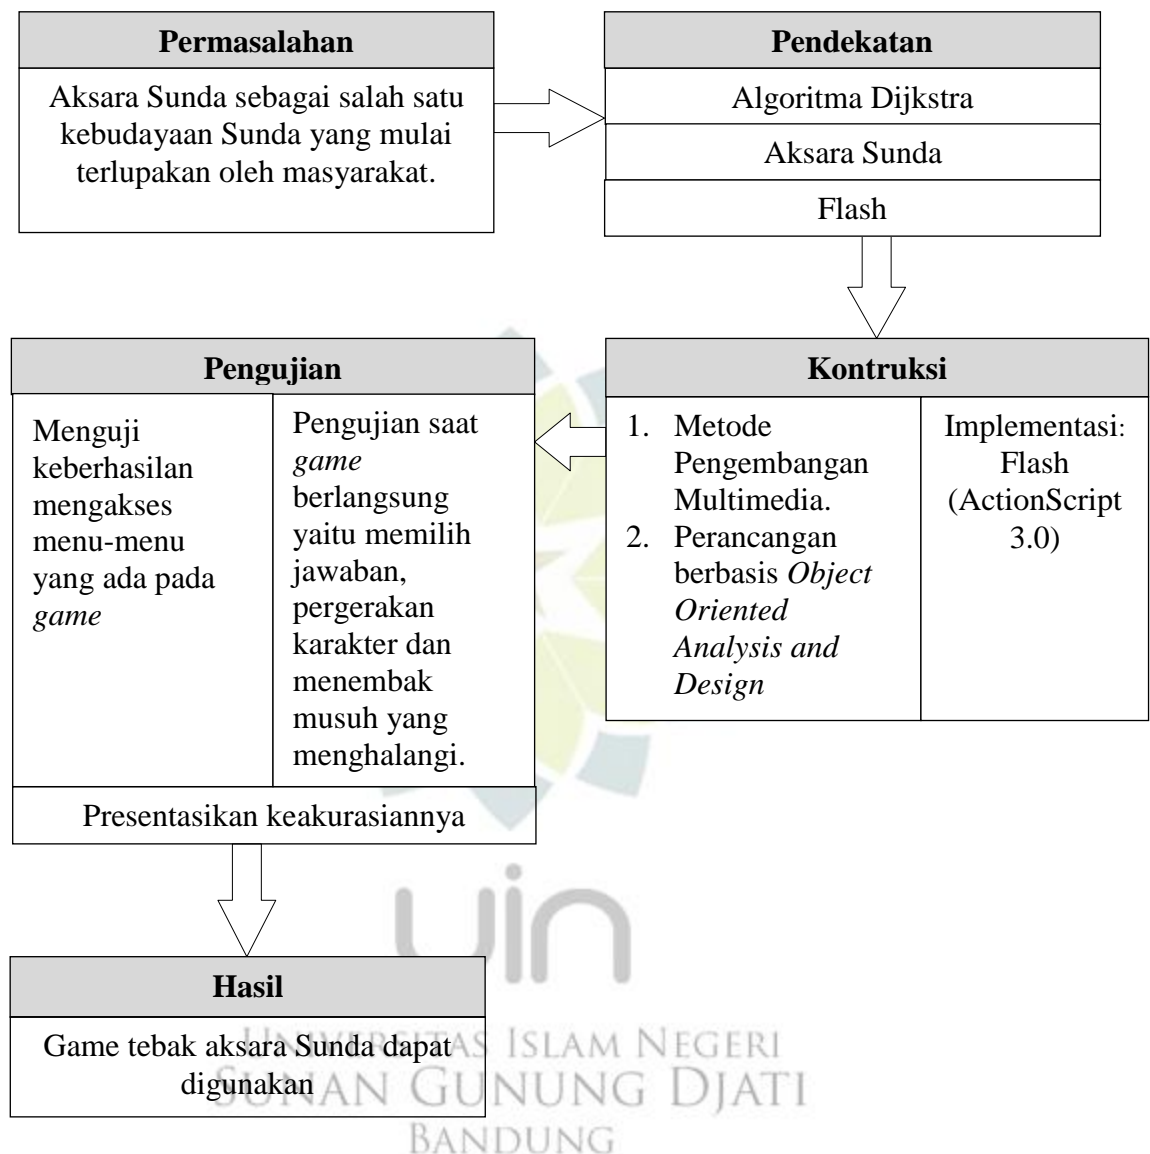 Permasalahan
Aksara Sunda sebagai salah satu
kebudayaan Sunda yang mulai
terlupakan oleh masyarakat.
Pendekatan
Algoritma Dijkstra
Aksara Sunda
Flash
Kontruksi
1. Metode
Pengembangan
Multimedia.
2. Perancangan
berbasis Object
Oriented
Analysis and
Design
Implementasi:
Flash
(ActionScript
3.0)
Pengujian
Menguji
keberhasilan
mengakses
menu-menu
yang ada pada
game
Pengujian saat
game
berlangsung
yaitu memilih
jawaban,
pergerakan
karakter dan
menembak
musuh yang
menghalangi.
Presentasikan keakurasiannya
Hasil
Game tebak aksara Sunda dapat
digunakan
uin
UNIVERSITAS ISLAM NEGERI
SUNAN GUNUNG DJATI
BANDUNG